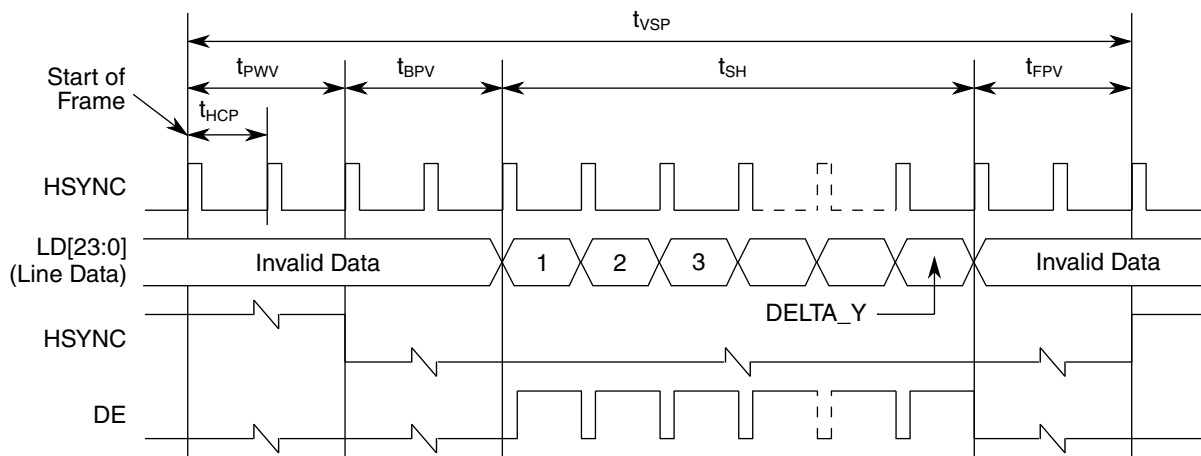 tVSP
tPWV tBPV tSH tFPV
Start of
Frame
tHCP
HSYNC
LD[23:0]
(Line Data)
Invalid Data 1 2 3 Invalid Data
DELTA_Y
HSYNC
DE